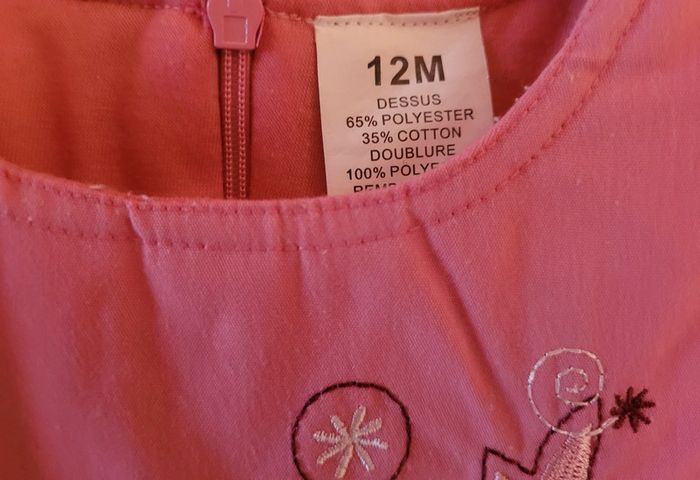 12M
DESSUS
65% POLYESTER
35% COTTON
DOUBLURE